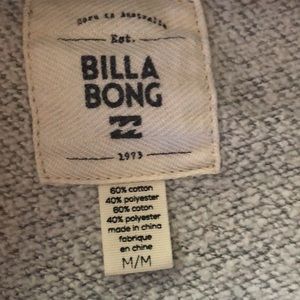 Born in Australia
Est.
BILLA
BONG
1973
60% cotton
40% polyester
60% coton
40% polyester
made in china
fabrique
en chine
M/M